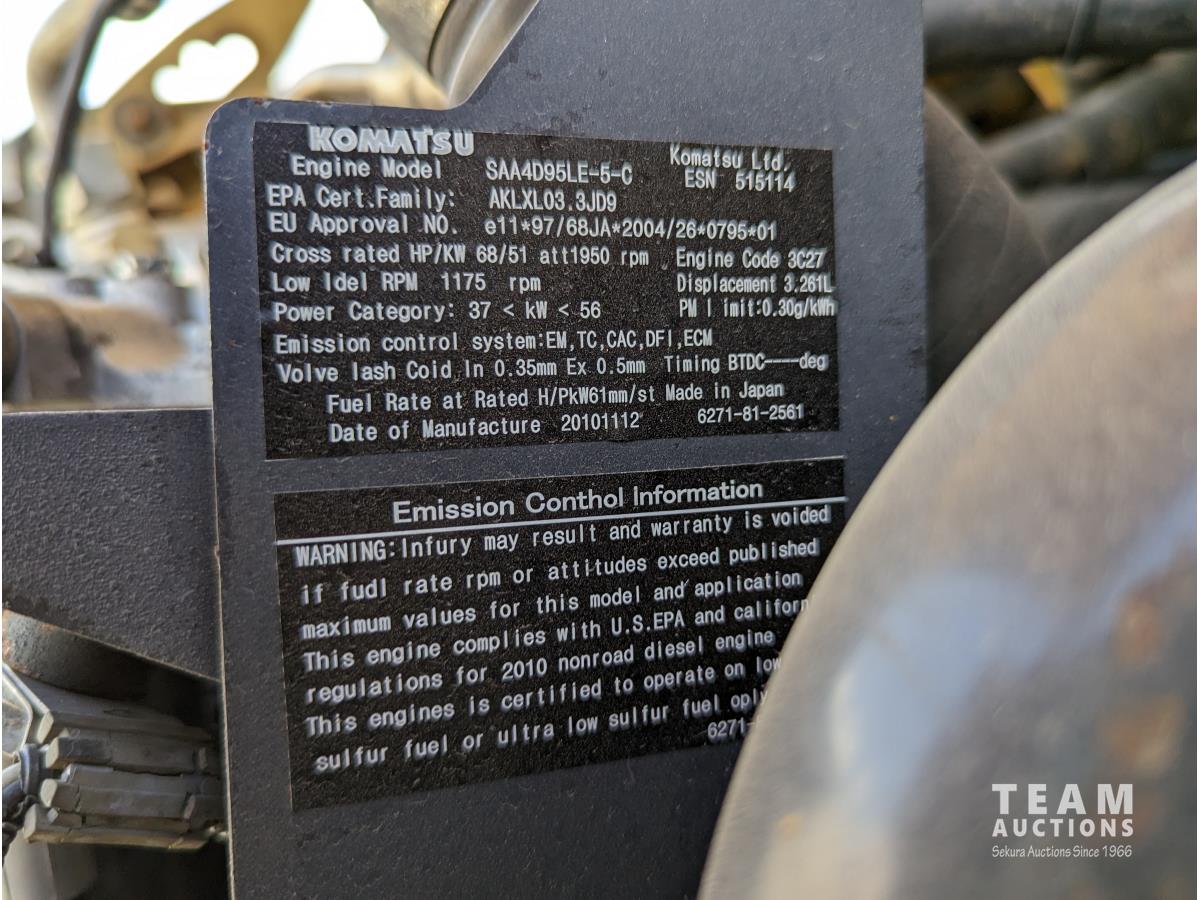 KOMATSU
Komatsu Ltd,
Engine Model SAA4D95LE-5-C ESN 515114
EPA Cert.Family: AKLXL03.3JD9
EU Approval NO. e11*97/68JA*2004/26*0795*01
Cross rated HP/KW 68/51 att1950 rpm Engine Code 3C27
Low Idel RPM 1175 rpm Displacement 3.261L
Power Category: 37 < kW < 56 PM limit:0.30g/kWh
Emission control system:EM,TC,CAC,DFI,ECM
Volve lash Coid In 0.35mm Ex 0.5mm Timing BTDC----deg
Fuel Rate at Rated H/PkW61mm/st Made in Japan
Date of Manufacture 20101112 6271-81-2561
Emission Conthol Information
WARNING:Infury may result and warranty is voided
if fudl rate rpm or attitudes exceed published
maximum values for this model and application
This engine complies with U.S.EPA and californ
regulations for 2010 nonroad diesel engine
This engines is certified to operate on low
sulfur fuel or ultra low sulfur fuel oply
6271-
TEAM
AUCTIONS
Sekura Auctions Since 1966